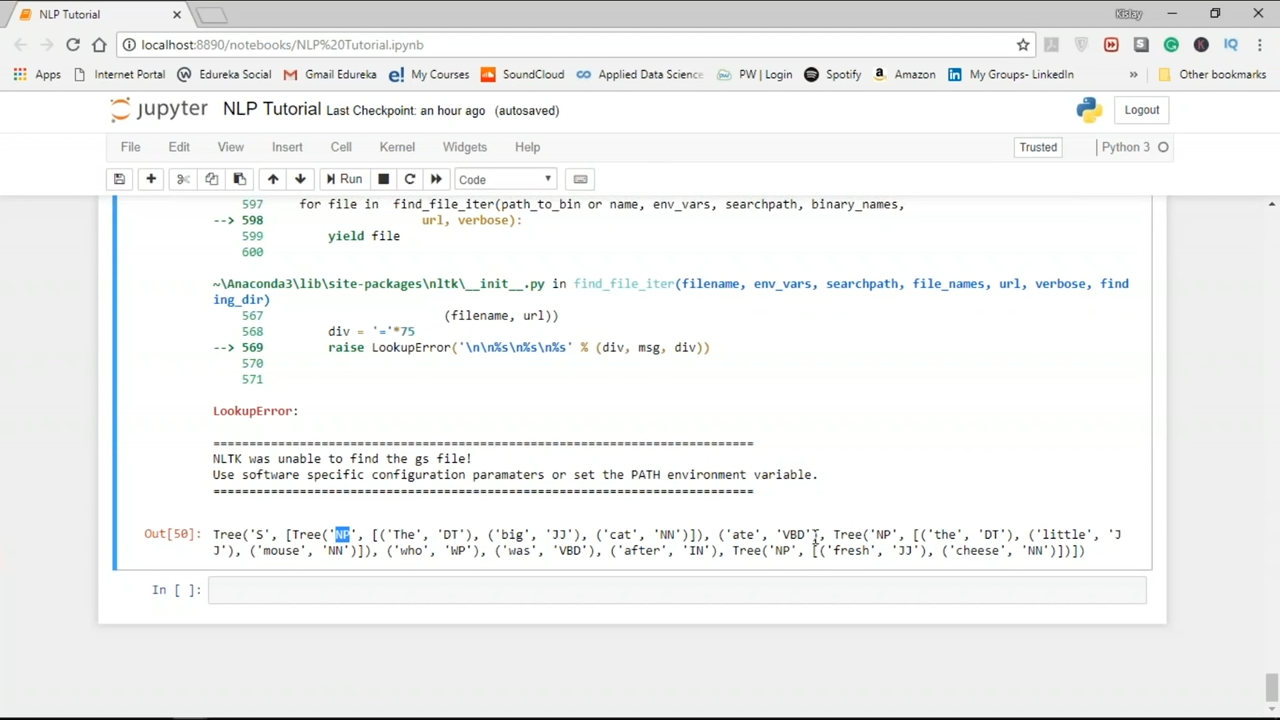 NLP Tutorial
Kislay
localhost:8890/notebooks/NLP%20Tutorial.ipynb
Apps Internet Portal Edureka Social Gmail Edureka My Courses SoundCloud Applied Data Science PW | Login Spotify Amazon My Groups- LinkedIn » Other bookmarks
jupyter NLP Tutorial Last Checkpoint: an hour ago (autosaved) Logout
File Edit View Insert Cell Kernel Widgets Help Trusted Python 3
Run Code
597 for file in find_file_iter(path_to_bin or name, env_vars, searchpath, binary_names,
--> 598 url, verbose):
599 yield file
600
~\Anaconda3\lib\site-packages\nltk\__init__.py in find_file_iter(filename, env_vars, searchpath, file_names, url, verbose, find
ing_dir)
567 (filename, url))
568 div = '='*75
--> 569 raise LookupError('\n\n%s\n%s\n%s' % (div, msg, div))
570
571
LookupError:
===========================================================================
NLTK was unable to find the gs file!
Use software specific configuration paramaters or set the PATH environment variable.
===========================================================================
Out[50]: Tree('S', [Tree('NP', [('The', 'DT'), ('big', 'JJ'), ('cat', 'NN')]), ('ate', 'VBD'), Tree('NP', [('the', 'DT'), ('little', 'J
J'), ('mouse', 'NN')]), ('who', 'WP'), ('was', 'VBD'), ('after', 'IN'), Tree('NP', [('fresh', 'JJ'), ('cheese', 'NN')])])
In [ ]: